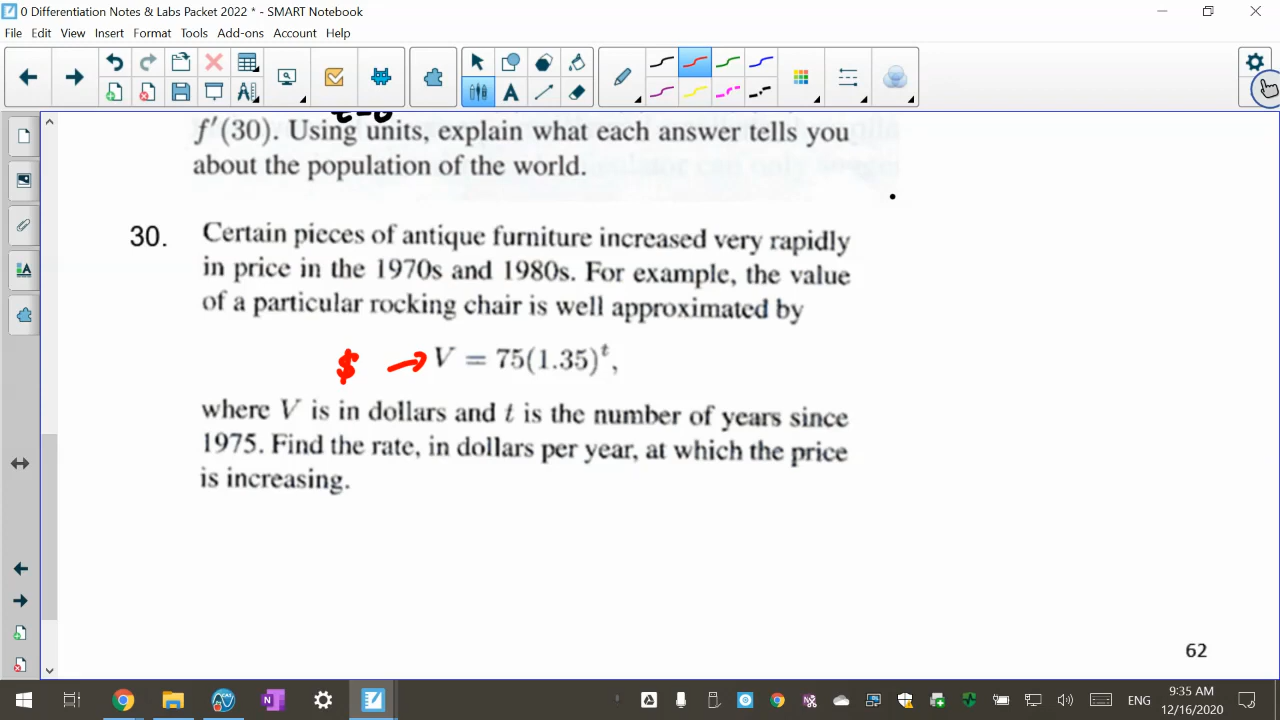 0 Differentiation Notes & Labs Packet 2022 * - SMART Notebook
File Edit View Insert Format Tools Add-ons Account Help
f′(30). Using units, explain what each answer tells you
about the population of the world.
30. Certain pieces of antique furniture increased very rapidly
in price in the 1970s and 1980s. For example, the value
of a particular rocking chair is well approximated by
$ → V = 75(1.35)^t,
where V is in dollars and t is the number of years since
1975. Find the rate, in dollars per year, at which the price
is increasing.
62
ENG
9:35 AM
12/16/2020